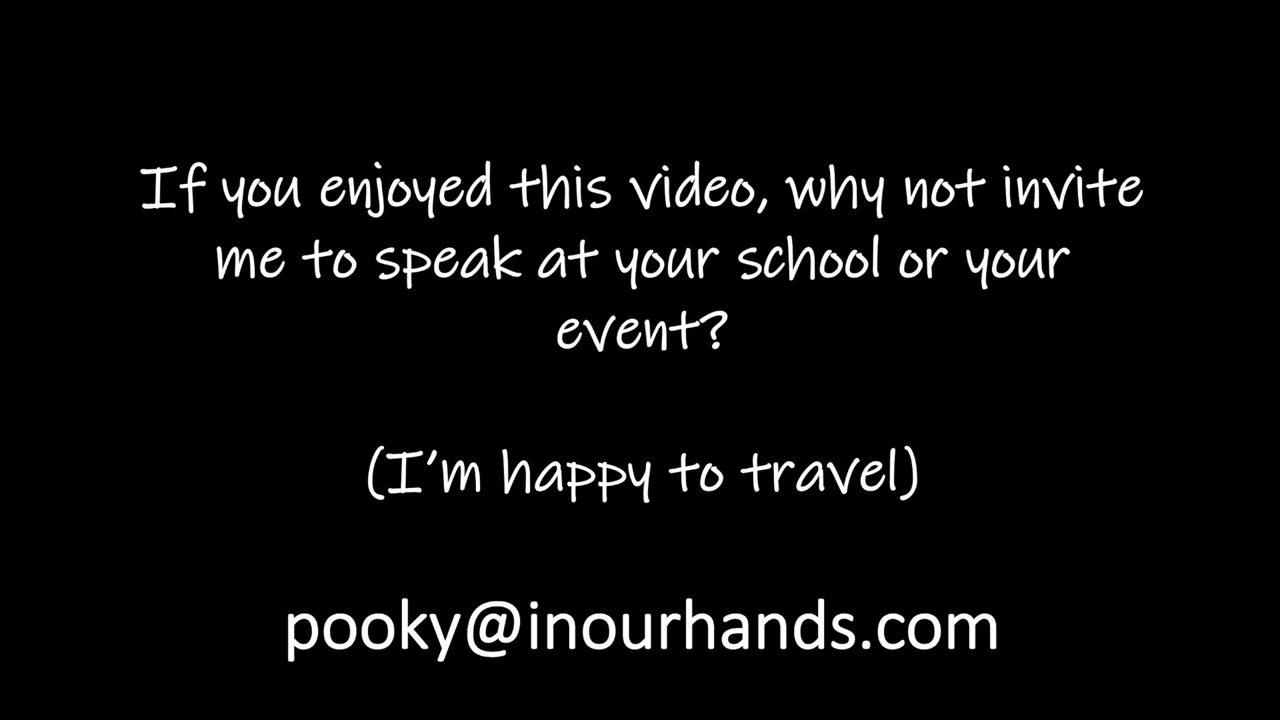 If you enjoyed this video, why not invite
me to speak at your school or your
event?
(I'm happy to travel)
pooky@inourhands.com